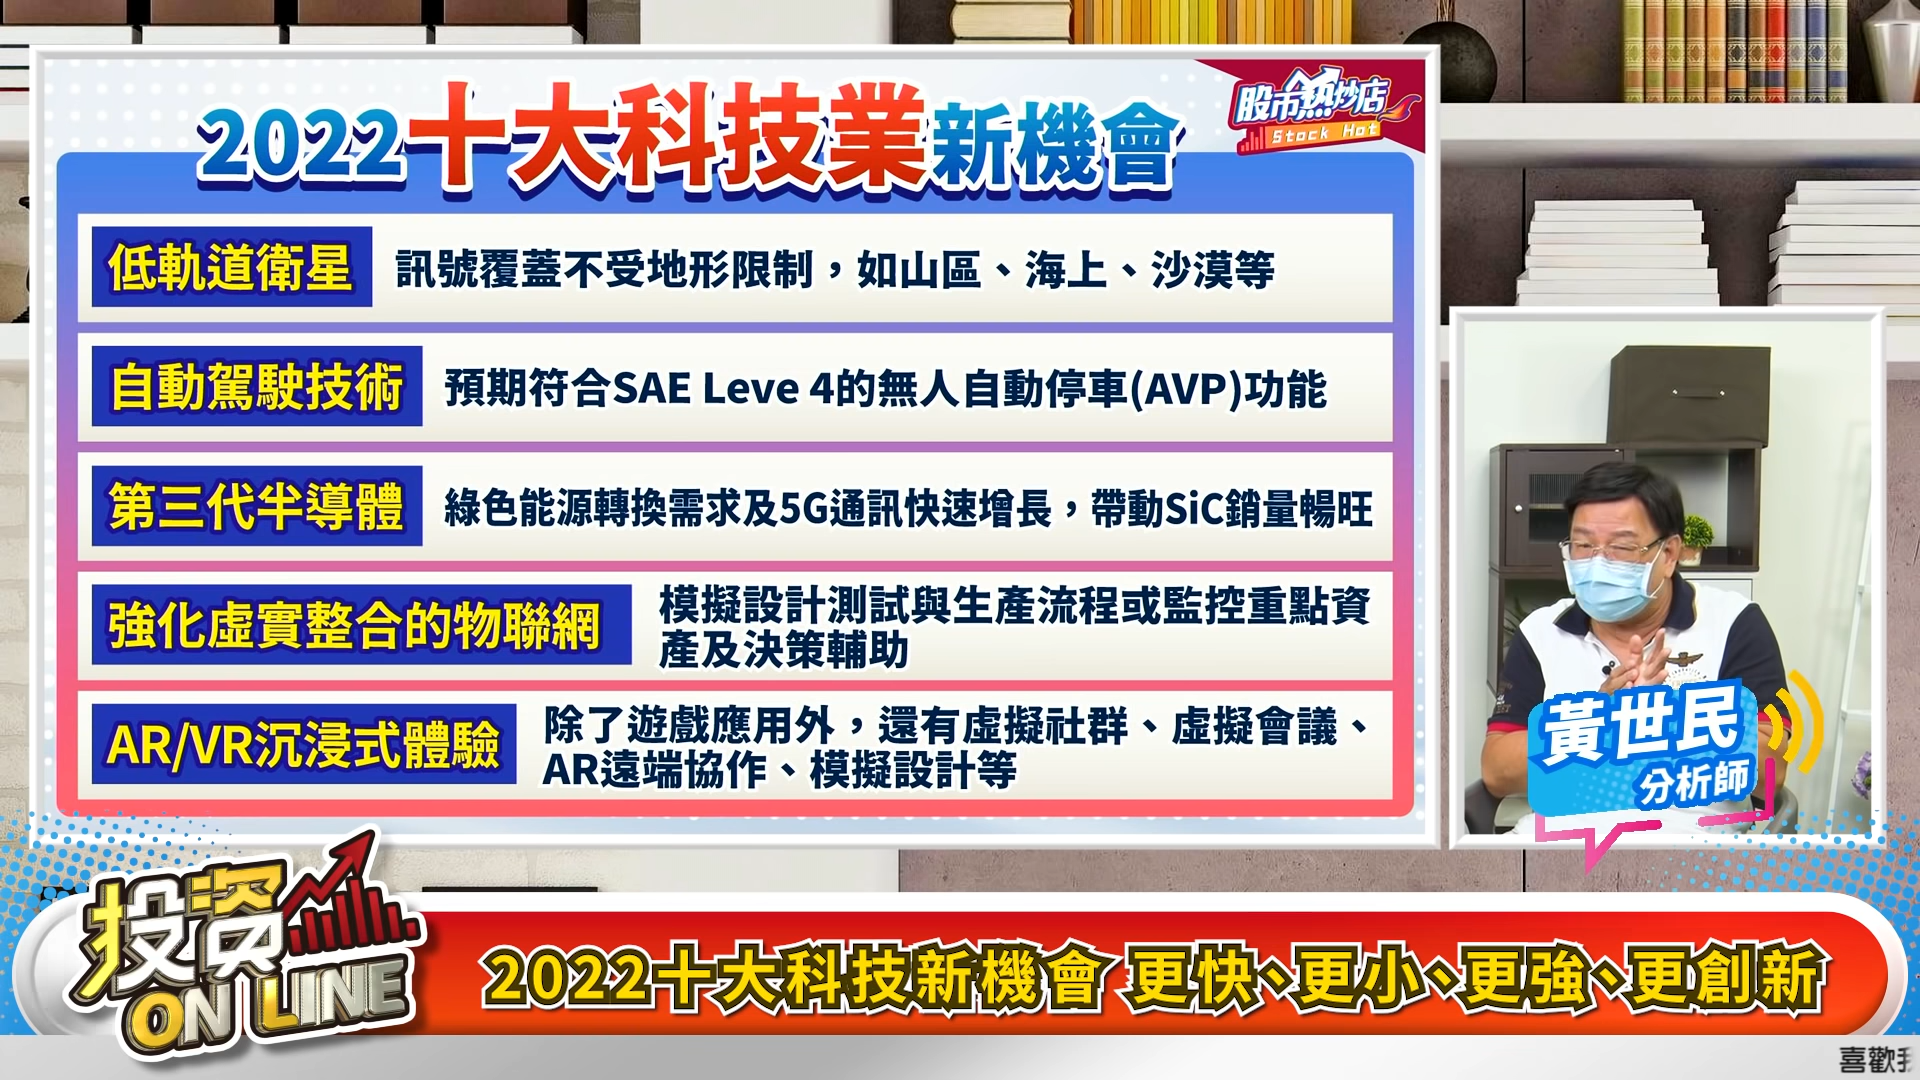 2022十大科技業新機會
股市熱炒店
Stock Hot
低軌道衛星
訊號覆蓋不受地形限制，如山區、海上、沙漠等
自動駕駛技術
預期符合SAE Leve 4的無人自動停車(AVP)功能
第三代半導體
綠色能源轉換需求及5G通訊快速增長，帶動SiC銷量暢旺
強化虛實整合的物聯網
模擬設計測試與生產流程或監控重點資
產及決策輔助
AR/VR沉浸式體驗
除了遊戲應用外，還有虛擬社群、虛擬會議、
AR遠端協作、模擬設計等
黃世民
分析師
投資
ON LINE
2022十大科技新機會 更快、更小、更強、更創新
喜歡